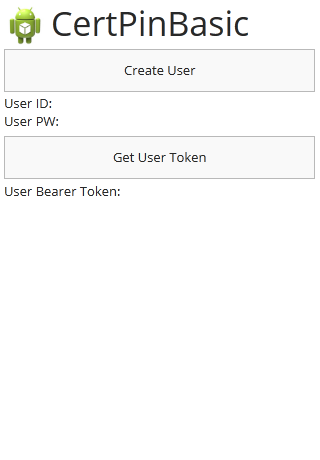 CertPinBasic
Create User
User ID:
User PW:
Get User Token
User Bearer Token: